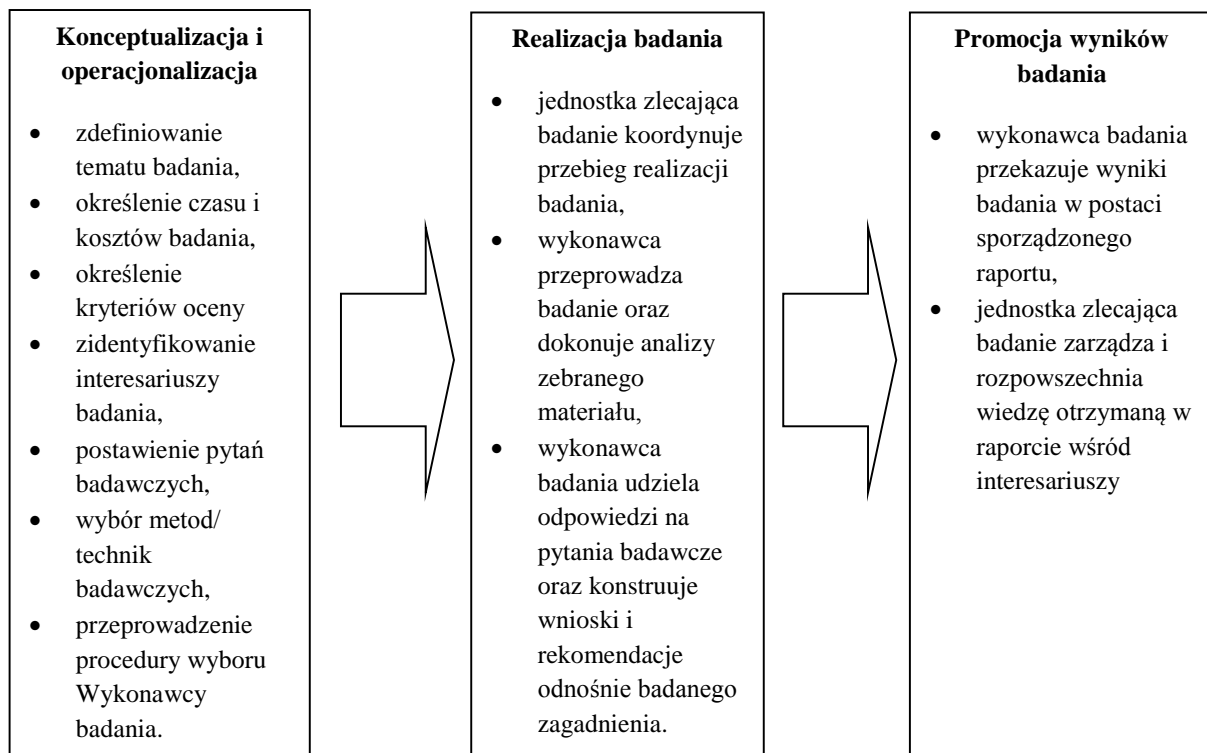 Konceptualizacja i
operacjonalizacja
• zdefiniowanie
tematu badania,
• określenie czasu i
kosztów badania,
• określenie
kryteriów oceny
• zidentyfikowanie
interesariuszy
badania,
• postawienie pytań
badawczych,
• wybór metod/
technik
badawczych,
• przeprowadzenie
procedury wyboru
Wykonawcy
badania.
Realizacja badania
• jednostka zlecająca
badanie koordynuje
przebieg realizacji
badania,
• wykonawca
przeprowadza
badanie oraz
dokonuje analizy
zebranego
materiału,
• wykonawca
badania udziela
odpowiedzi na
pytania badawcze
oraz konstruuje
wnioski i
rekomendacje
odnośnie badanego
zagadnienia.
Promocja wyników
badania
• wykonawca badania
przekazuje wyniki
badania w postaci
sporządzonego
raportu,
• jednostka zlecająca
badanie zarządza i
rozpowszechnia
wiedzę otrzymaną w
raporcie wśród
interesariuszy